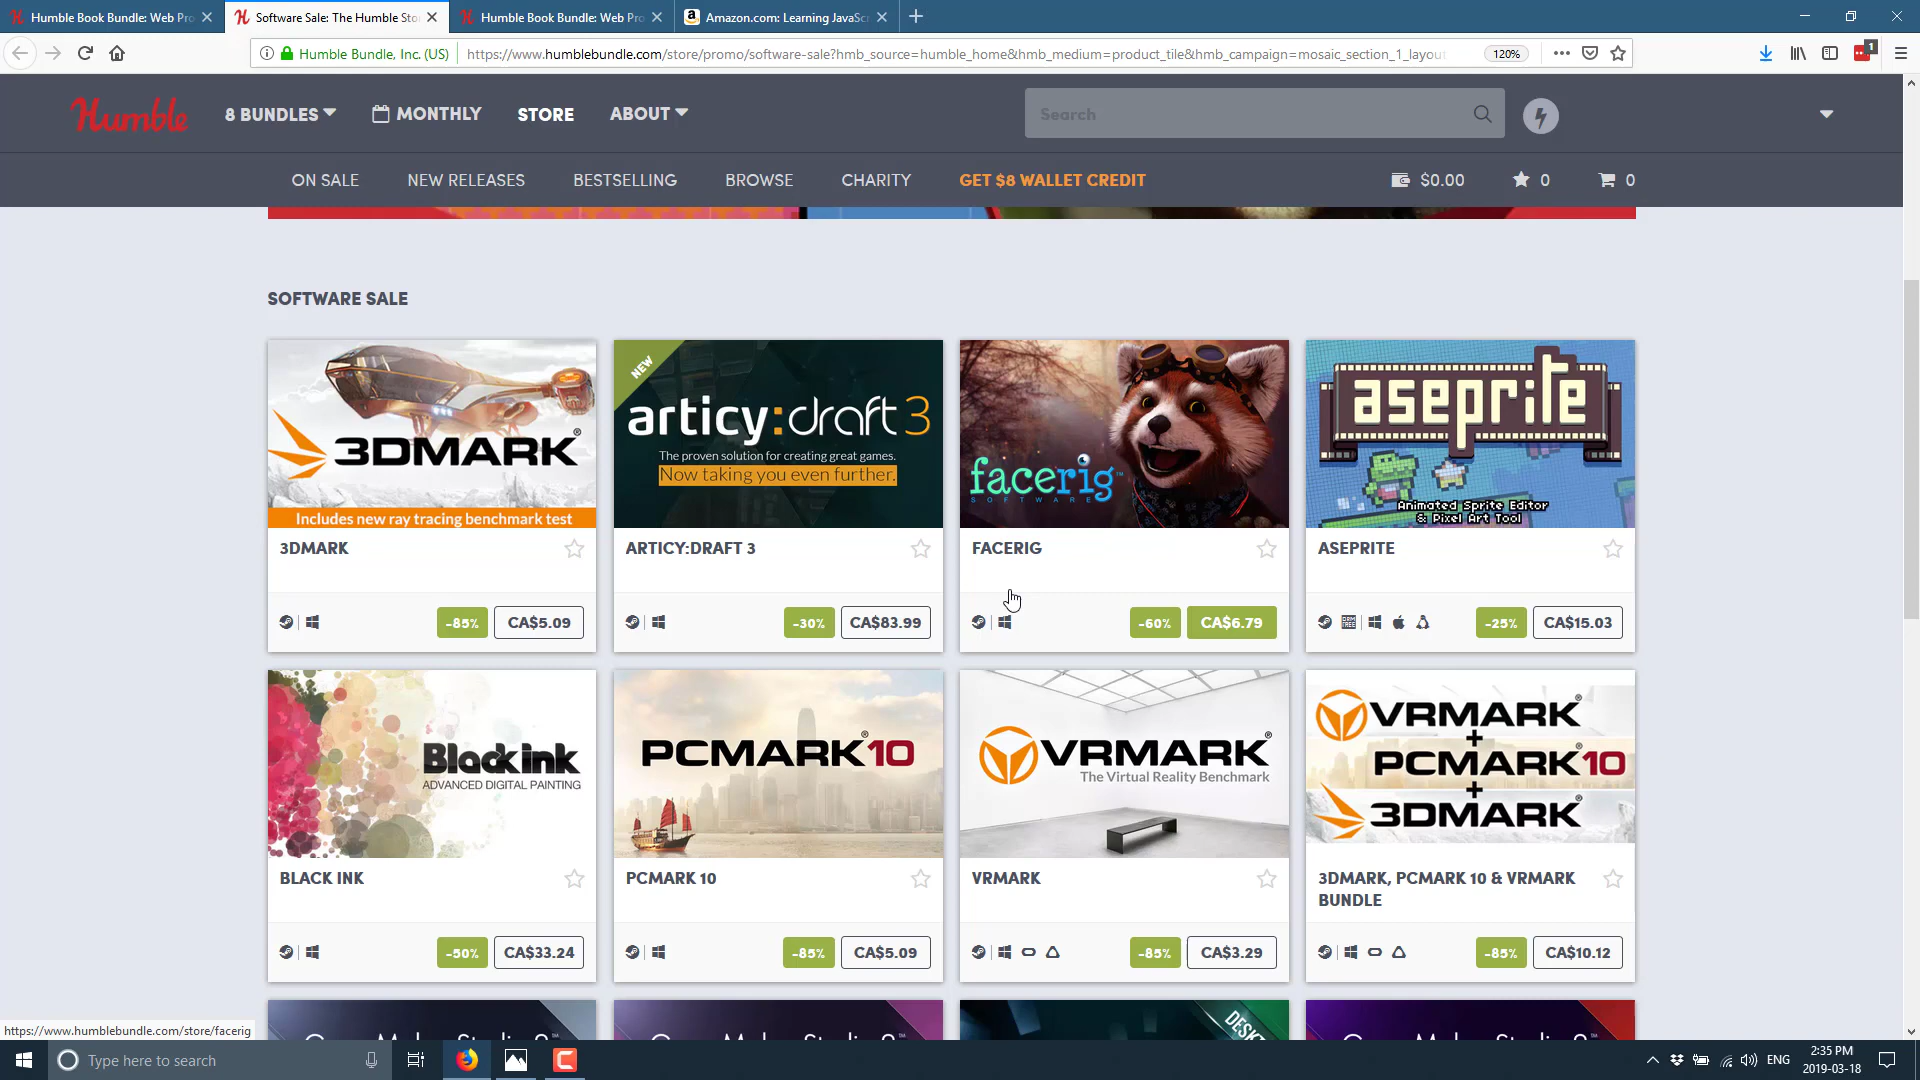 Humble Book Bundle: Web Pro
Software Sale: The Humble Sto
Humble Book Bundle: Web Pro
Amazon.com: Learning JavaScr
Humble Bundle, Inc. (US)
https://www.humblebundle.com/store/promo/software-sale?hmb_source=humble_home&hmb_medium=product_tile&hmb_campaign=mosaic_section_1_layou
120%
1
Humble
8 BUNDLES
MONTHLY
STORE
ABOUT
Search
ON SALE
NEW RELEASES
BESTSELLING
BROWSE
CHARITY
GET $8 WALLET CREDIT
$0.00
0
0
SOFTWARE SALE
3DMARK®
Includes new ray tracing benchmark test
3DMARK
-85%
CA$5.09
NEW
articy:draft 3
The proven solution for creating great games.
Now taking you even further.
ARTICY:DRAFT 3
-30%
CA$83.99
facerig™
SOFTWARE
FACERIG
-60%
CA$6.79
aseprite
Animated Sprite Editor
& Pixel Art Tool
ASEPRITE
-25%
CA$15.03
Black ink
ADVANCED DIGITAL PAINTING
BLACK INK
-50%
CA$33.24
PCMARK®10
PCMARK 10
-85%
CA$5.09
VRMARK®
The Virtual Reality Benchmark
VRMARK
-85%
CA$3.29
VRMARK®
+
PCMARK®10
+
3DMARK®
3DMARK, PCMARK 10 & VRMARK
BUNDLE
-85%
CA$10.12
https://www.humblebundle.com/store/facerig
Type here to search
ENG
2:35 PM
2019-03-18